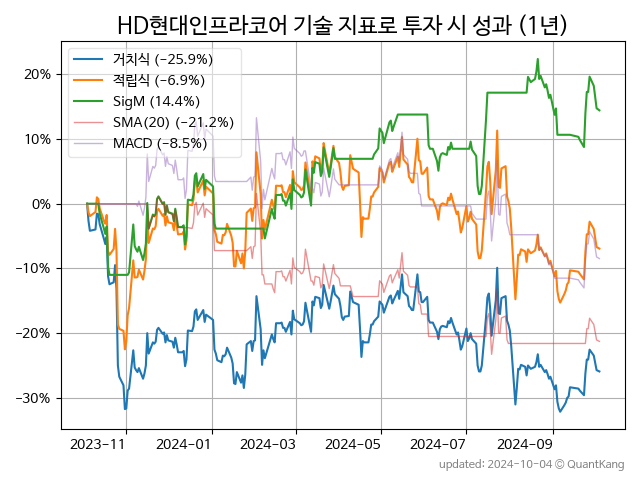 HD현대인프라코어 기술 지표로 투자 시 성과 (1년)
거치식 (−25.9%)
적립식 (−6.9%)
SigM (14.4%)
SMA(20) (−21.2%)
MACD (−8.5%)
20%
10%
0%
−10%
−20%
−30%
2023-11 2024-01 2024-03 2024-05 2024-07 2024-09
updated: 2024-10-04 © QuantKang